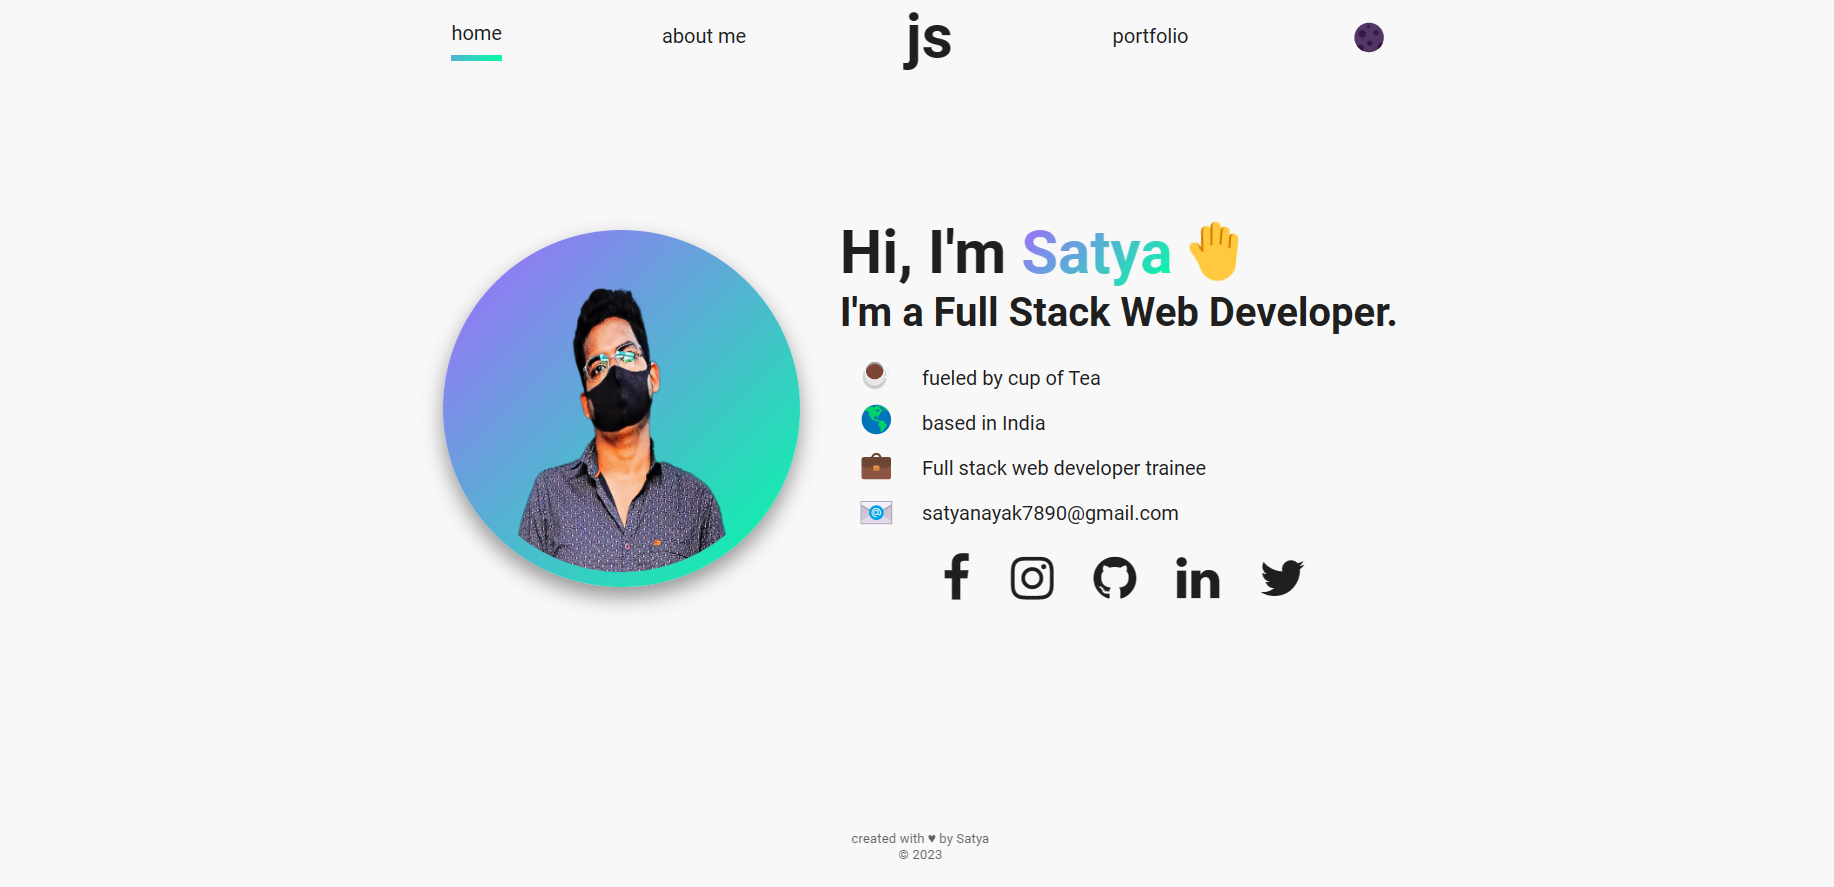 home
about me
js
portfolio
Hi, I'm Satya
I'm a Full Stack Web Developer.
fueled by cup of Tea
based in India
Full stack web developer trainee
satyanayak7890@gmail.com
created with ♥ by Satya
© 2023